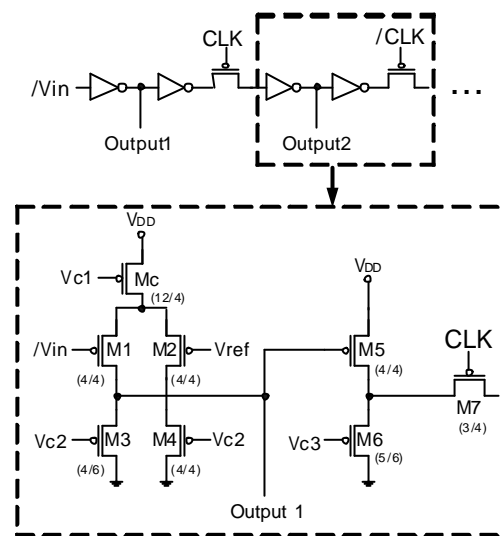 CLK
/CLK
/Vin
...
Output1
Output2
VDD
VDD
Vc1
Mc
(12/4)
/Vin
M1
M2
Vref
M5
CLK
(4/4)
(4/4)
(4/4)
M7
(3/4)
Vc2
M3
M4
Vc2
Vc3
M6
(4/6)
(4/4)
(5/6)
Output 1